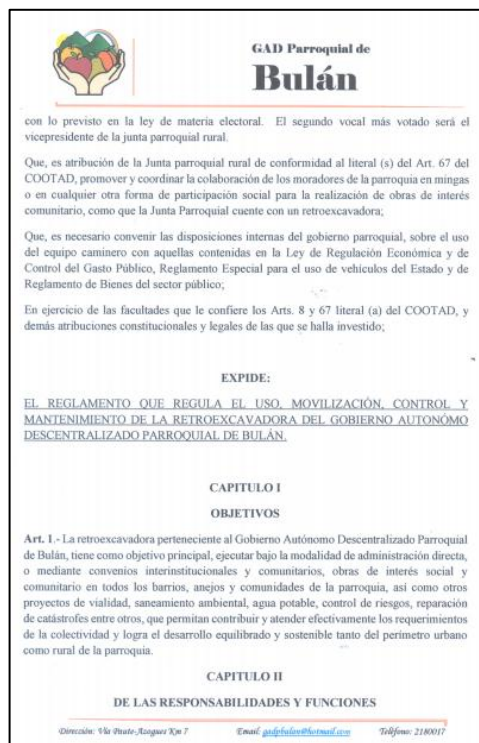 GAD Parroquial de
Bulán
con lo previsto en la ley de materia electoral. El segundo vocal más votado será el
vicepresidente de la junta parroquial rural.
Que, es atribución de la Junta parroquial rural de conformidad al literal (s) del Art. 67 del
COOTAD, promover y coordinar la colaboración de los moradores de la parroquia en mingas
o en cualquier otra forma de participación social para la realización de obras de interés
comunitario, como que la Junta Parroquial cuente con un retroexcavadora;
Que, es necesario convenir las disposiciones internas del gobierno parroquial, sobre el uso
del equipo caminero con aquellas contenidas en la Ley de Regulación Económica y de
Control del Gasto Público, Reglamento Especial para el uso de vehículos del Estado y de
Reglamento de Bienes del sector público;
En ejercicio de las facultades que le confiere los Arts. 8 y 67 literal (a) del COOTAD, y
demás atribuciones constitucionales y legales de las que se halla investido;
EXPIDE:
EL REGLAMENTO QUE REGULA EL USO, MOVILIZACIÓN, CONTROL Y
MANTENIMIENTO DE LA RETROEXCAVADORA DEL GOBIERNO AUTONÓMO
DESCENTRALIZADO PARROQUIAL DE BULÁN.
CAPITULO I
OBJETIVOS
Art. 1.- La retroexcavadora perteneciente al Gobierno Autónomo Descentralizado Parroquial
de Bulán, tiene como objetivo principal, ejecutar bajo la modalidad de administración directa,
o mediante convenios interinstitucionales y comunitarios, obras de interés social y
comunitario en todos los barrios, anejos y comunidades de la parroquia, así como otros
proyectos de vialidad, saneamiento ambiental, agua potable, control de riesgos, reparación
de catástrofes entre otros, que permitan contribuir y atender efectivamente los requerimientos
de la colectividad y logra el desarrollo equilibrado y sostenible tanto del perímetro urbano
como rural de la parroquia.
CAPITULO II
DE LAS RESPONSABILIDADES Y FUNCIONES
Dirección: Vía Paute-Azogues Km 7 Email: gadpbulan@hotmail.com Teléfono: 2180017